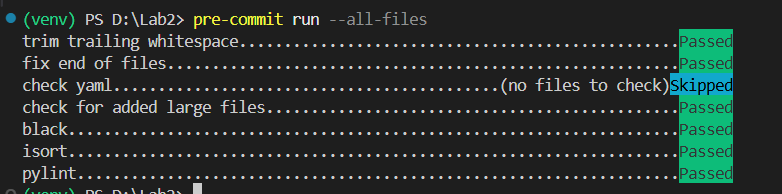 (venv) PS D:\Lab2> pre-commit run --all-files
trim trailing whitespace.................................................Passed
fix end of files.........................................................Passed
check yaml...........................................(no files to check)Skipped
check for added large files..............................................Passed
black....................................................................Passed
isort....................................................................Passed
pylint...................................................................Passed
(venv) PS D:\Lab2>